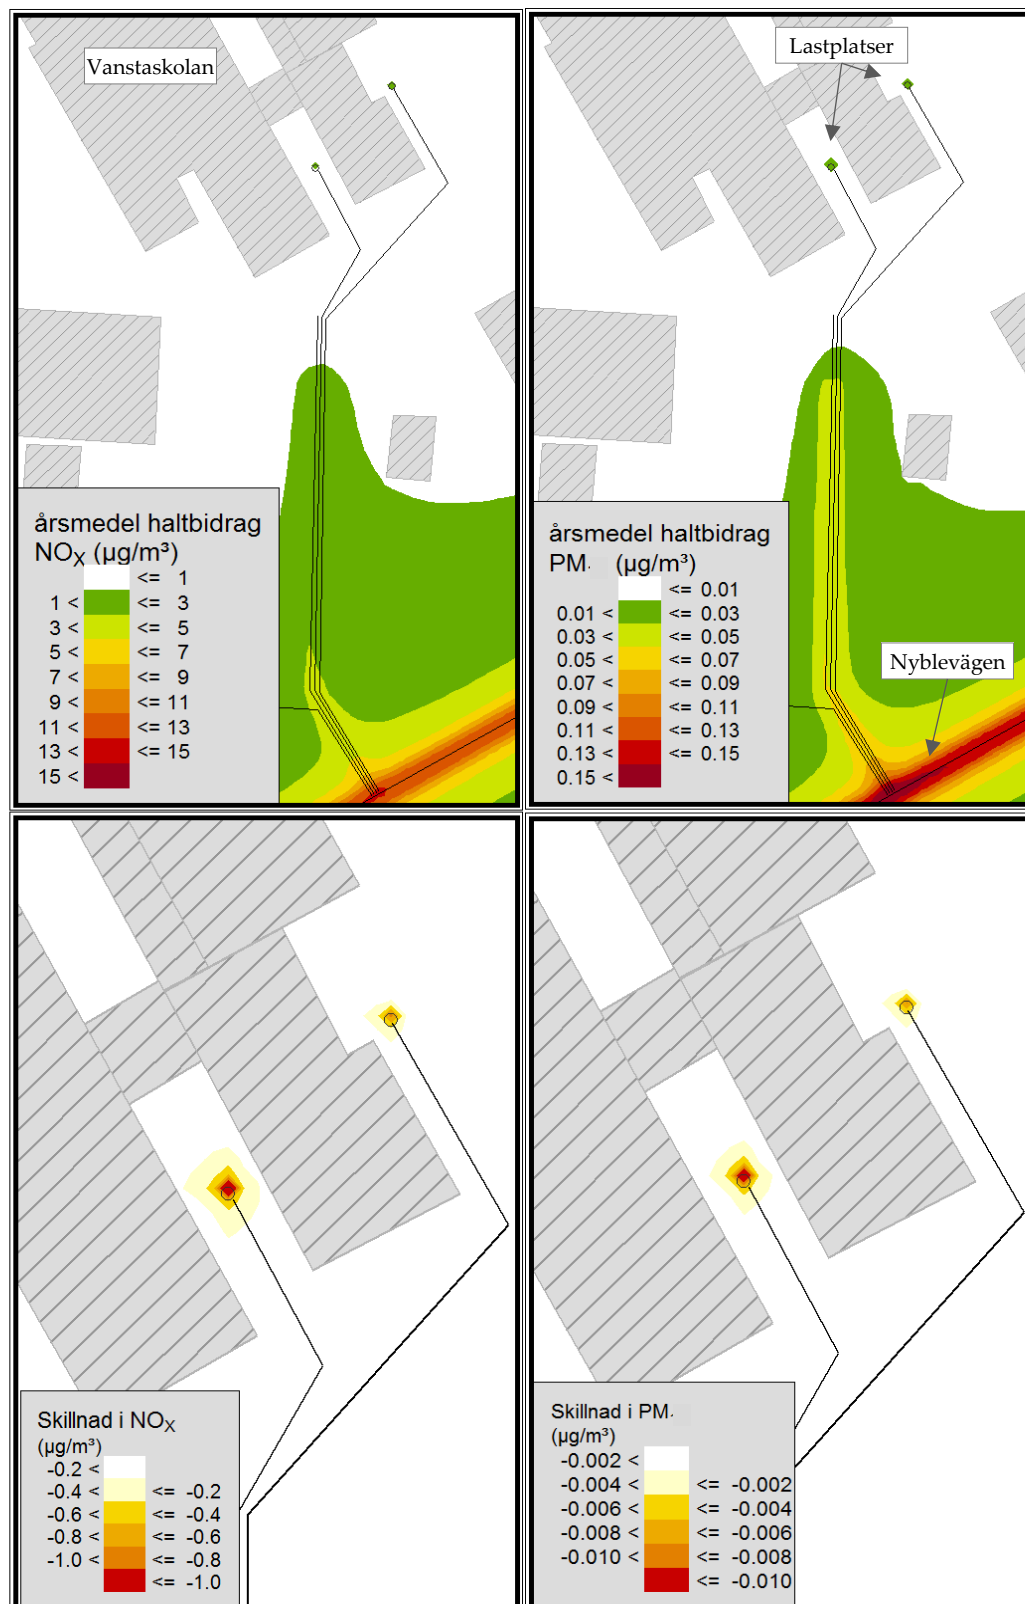 Vanstaskolan
årsmedel haltbidrag
NOX (µg/m³)
<= 1
1 < <= 3
3 < <= 5
5 < <= 7
7 < <= 9
9 < <= 11
11 < <= 13
13 < <= 15
15 <
Lastplatser
årsmedel haltbidrag
PM (µg/m³)
<= 0.01
0.01 < <= 0.03
0.03 < <= 0.05
0.05 < <= 0.07
0.07 < <= 0.09
0.09 < <= 0.11
0.11 < <= 0.13
0.13 < <= 0.15
0.15 <
Nyblevägen
Skillnad i NOX
(µg/m³)
-0.2 <
-0.4 < <= -0.2
-0.6 < <= -0.4
-0.8 < <= -0.6
-1.0 < <= -0.8
<= -1.0
Skillnad i PM
(µg/m³)
-0.002 <
-0.004 < <= -0.002
-0.006 < <= -0.004
-0.008 < <= -0.006
-0.010 < <= -0.008
<= -0.010